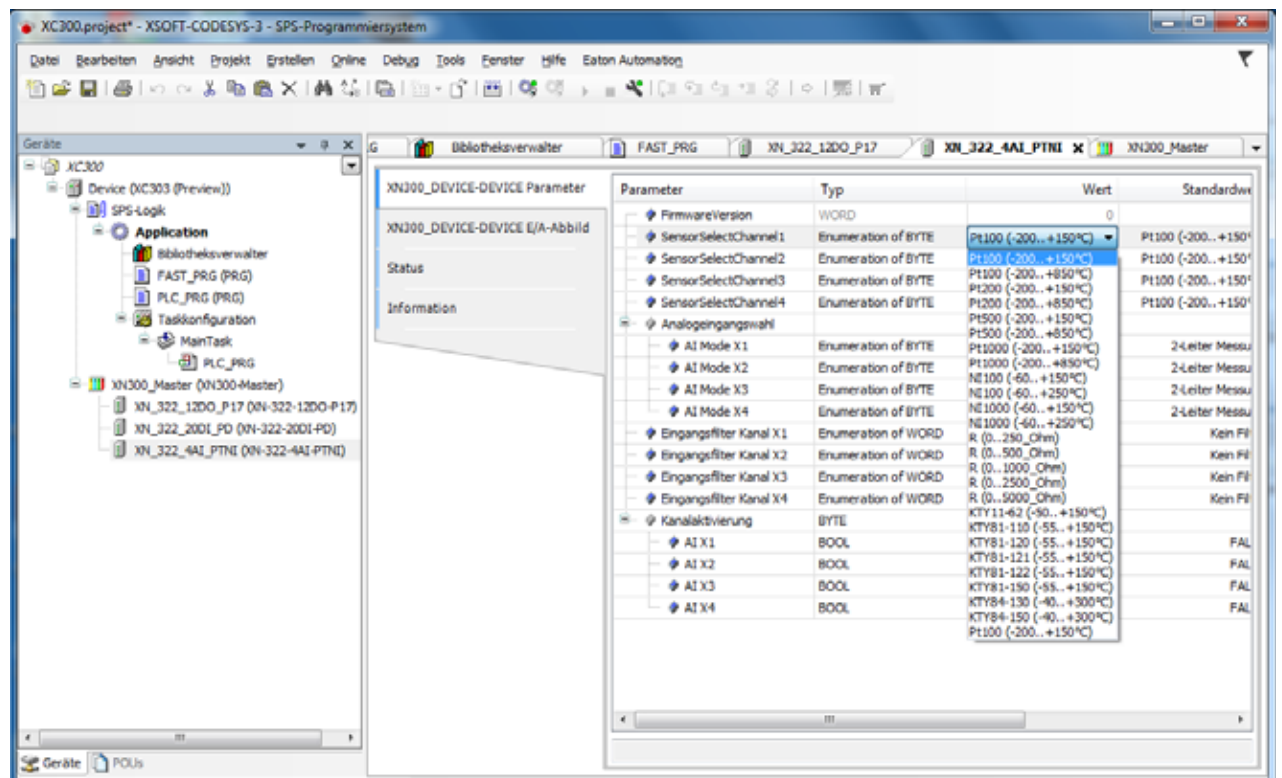 XC300.project* - XSOFT-CODESYS-3 - SPS-Programmiersystem
Datei Bearbeiten Ansicht Projekt Erstellen Online Debug Tools Fenster Hilfe Eaton Automation
Geräte
XC300
Device (XC303 (Preview))
SPS-Logik
Application
Bibliotheksverwalter
FAST_PRG (PRG)
PLC_PRG (PRG)
Taskkonfiguration
MainTask
PLC_PRG
XN300_Master (XN300-Master)
XN_322_12DO_P17 (XN-322-12DO-P17)
XN_322_20DI_PD (XN-322-20DI-PD)
XN_322_4AI_PTNI (XN-322-4AI-PTNI)
Geräte POUs
G Bibliotheksverwalter FAST_PRG XN_322_12DO_P17 XN_322_4AI_PTNI XN300_Master
XN300_DEVICE-DEVICE Parameter
XN300_DEVICE-DEVICE E/A-Abbild
Status
Information
Parameter Typ Wert Standardwe
FirmwareVersion WORD 0
SensorSelectChannel1 Enumeration of BYTE Pt100 (-200..+150°C) Pt100 (-200..+150°
SensorSelectChannel2 Enumeration of BYTE Pt100 (-200..+150°
SensorSelectChannel3 Enumeration of BYTE Pt100 (-200..+150°
SensorSelectChannel4 Enumeration of BYTE Pt100 (-200..+150°
Analogeingangswahl
AI Mode X1 Enumeration of BYTE 2-Leiter Messu
AI Mode X2 Enumeration of BYTE 2-Leiter Messu
AI Mode X3 Enumeration of BYTE 2-Leiter Messu
AI Mode X4 Enumeration of BYTE 2-Leiter Messu
Eingangsfilter Kanal X1 Enumeration of WORD Kein Fil
Eingangsfilter Kanal X2 Enumeration of WORD Kein Fil
Eingangsfilter Kanal X3 Enumeration of WORD Kein Fil
Eingangsfilter Kanal X4 Enumeration of WORD Kein Fil
Kanalaktivierung BYTE
AI X1 BOOL FAL
AI X2 BOOL FAL
AI X3 BOOL FAL
AI X4 BOOL FAL
Pt100 (-200..+150°C)
Pt100 (-200..+850°C)
Pt200 (-200..+150°C)
Pt200 (-200..+850°C)
Pt500 (-200..+150°C)
Pt500 (-200..+850°C)
Pt1000 (-200..+150°C)
Pt1000 (-200..+850°C)
NI100 (-60..+150°C)
NI100 (-60..+250°C)
NI1000 (-60..+150°C)
NI1000 (-60..+250°C)
R (0..250_Ohm)
R (0..500_Ohm)
R (0..1000_Ohm)
R (0..2500_Ohm)
R (0..5000_Ohm)
KTY11-62 (-50..+150°C)
KTY81-110 (-55..+150°C)
KTY81-120 (-55..+150°C)
KTY81-121 (-55..+150°C)
KTY81-122 (-55..+150°C)
KTY81-150 (-55..+150°C)
KTY84-130 (-40..+300°C)
KTY84-150 (-40..+300°C)
Pt100 (-200..+150°C)